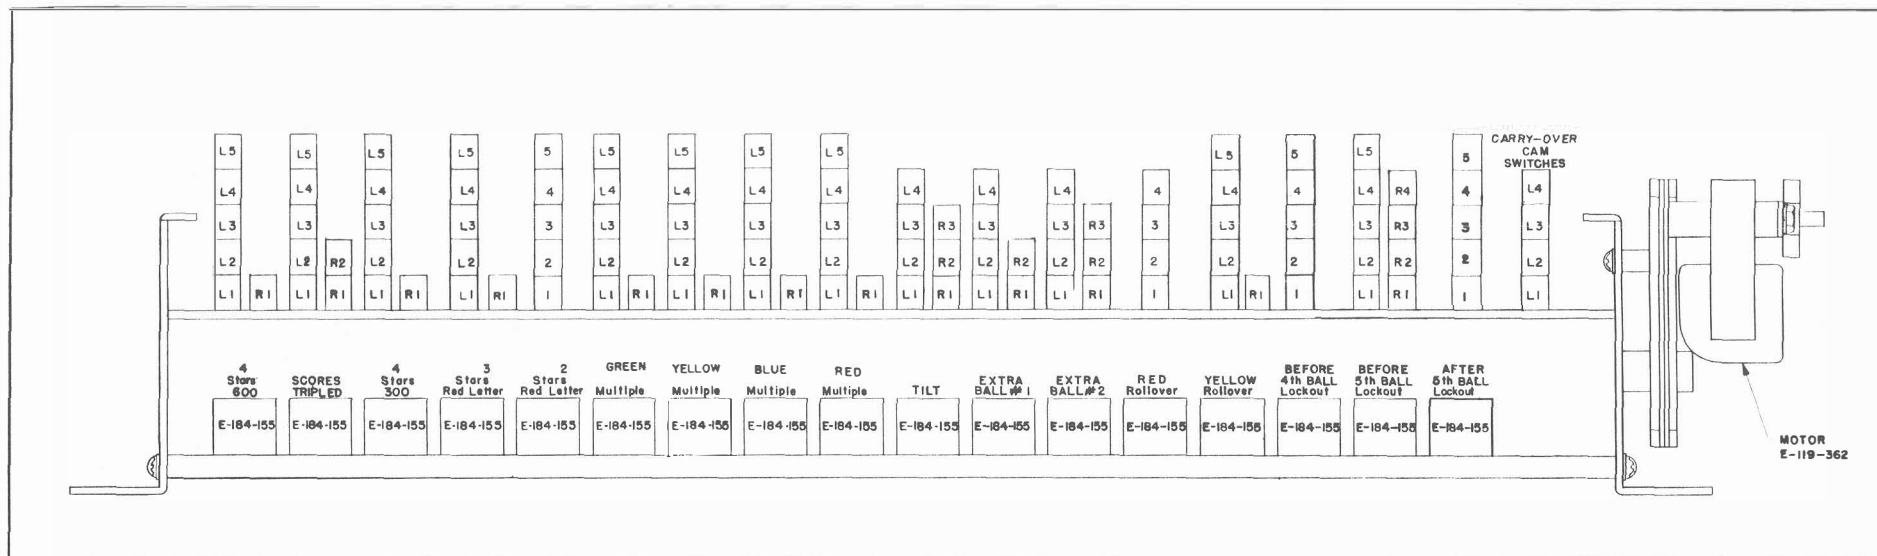 CARRY-OVER
CAM
SWITCHES
L5 L5 L5 L5 5 L5 L5 L5 L5 L5 5 L5 5
L4 L4 L4 L4 4 L4 L4 L4 L4 L4 L4 L4 4 L4 4 L4 R4 4 L4
L3 L3 L3 L3 3 L3 L3 L3 L3 L3 R3 L3 L3 R3 3 L3 3 L3 R3 3 L3
L2 L2 R2 L2 L2 2 L2 L2 L2 L2 L2 R2 L2 R2 L2 R2 2 L2 2 L2 R2 2 L2
L1 R1 L1 R1 L1 R1 L1 R1 1 L1 R1 L1 R1 L1 R1 L1 R1 L1 R1 L1 R1 L1 R1 1 L1 R1 1 L1 R1 1 L1
4
Stars
600
SCORES
TRIPLED
4
Stars
300
3
Stars
Red Letter
2
Stars
Red Letter
GREEN
Multiple
YELLOW
Multiple
BLUE
Multiple
RED
Multiple
TILT
EXTRA
BALL#1
EXTRA
BALL#2
RED
Rollover
YELLOW
Rollover
BEFORE
4th BALL
Lockout
BEFORE
5th BALL
Lockout
AFTER
5th BALL
Lockout
E-184-155 E-184-155 E-184-155 E-184-155 E-184-155 E-184-155 E-184-155 E-184-155 E-184-155 E-184-155 E-184-155 E-184-155 E-184-155 E-184-155 E-184-155 E-184-155 E-184-155
MOTOR
E-119-362